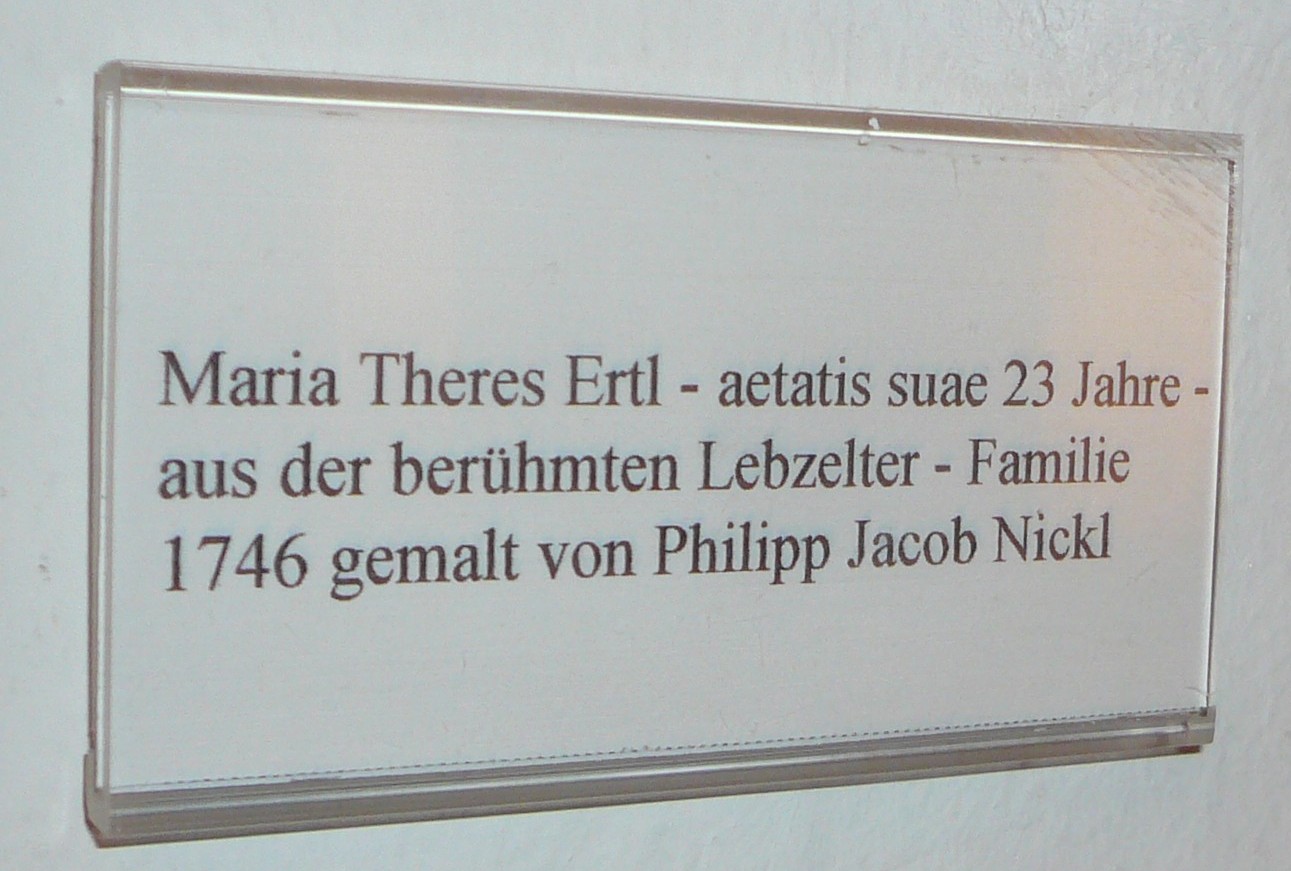 Maria Theres Ertl - aetatis suae 23 Jahre -
aus der berühmten Lebzelter - Familie
1746 gemalt von Philipp Jacob Nickl